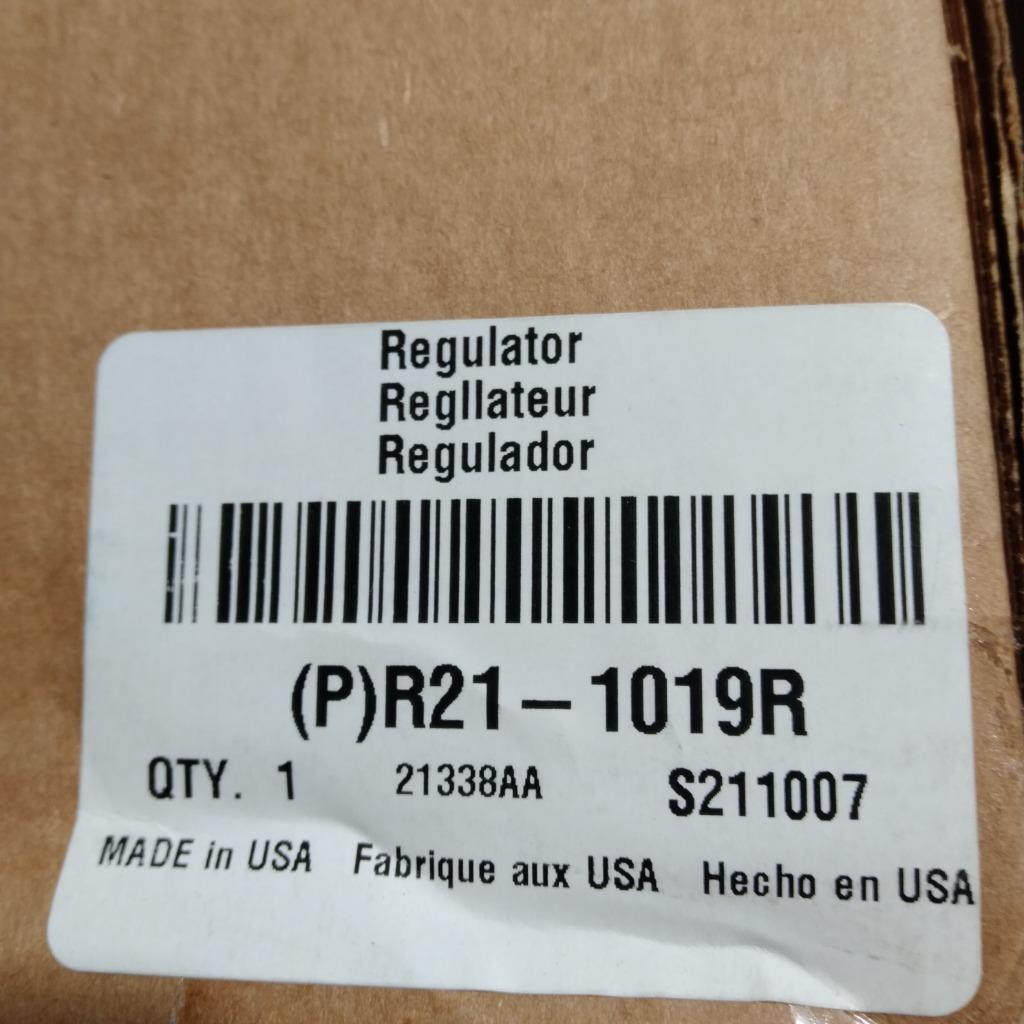 Regulator
Regllateur
Regulador
(P)R21-1019R
QTY. 1 21338AA S211007
MADE in USA Fabrique aux USA Hecho en USA